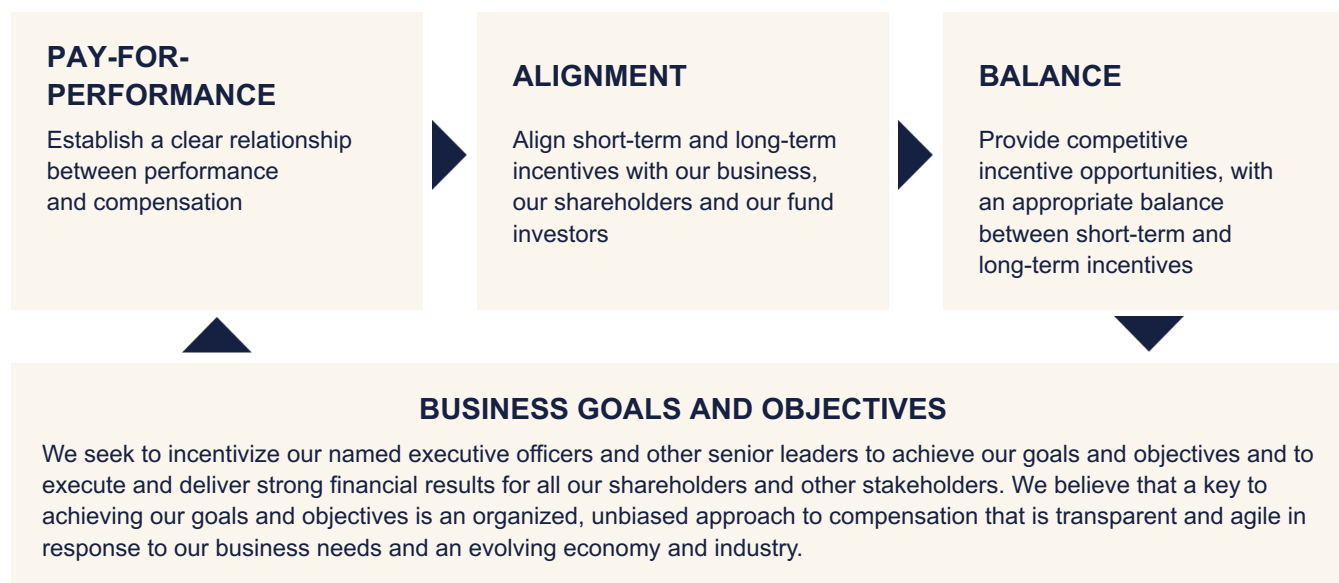 PAY-FOR-
PERFORMANCE
Establish a clear relationship
between performance
and compensation
ALIGNMENT
Align short-term and long-term
incentives with our business,
our shareholders and our fund
investors
BALANCE
Provide competitive
incentive opportunities, with
an appropriate balance
between short-term and
long-term incentives
BUSINESS GOALS AND OBJECTIVES
We seek to incentivize our named executive officers and other senior leaders to achieve our goals and objectives and to
execute and deliver strong financial results for all our shareholders and other stakeholders. We believe that a key to
achieving our goals and objectives is an organized, unbiased approach to compensation that is transparent and agile in
response to our business needs and an evolving economy and industry.